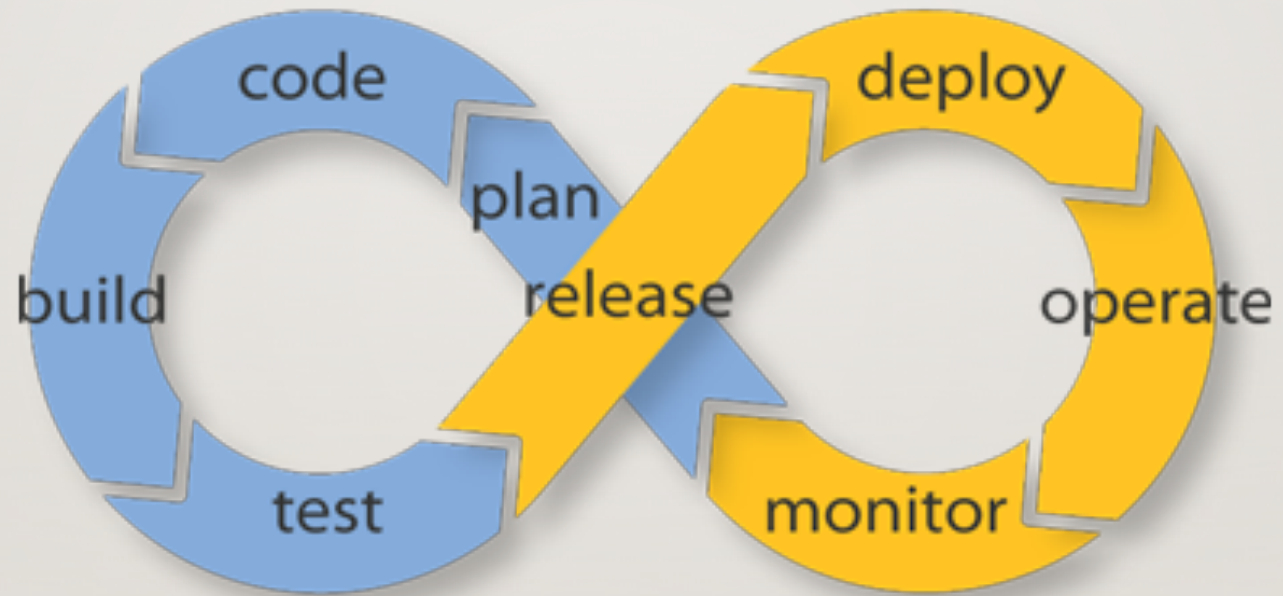 code
deploy
plan
build
release
operate
test
monitor